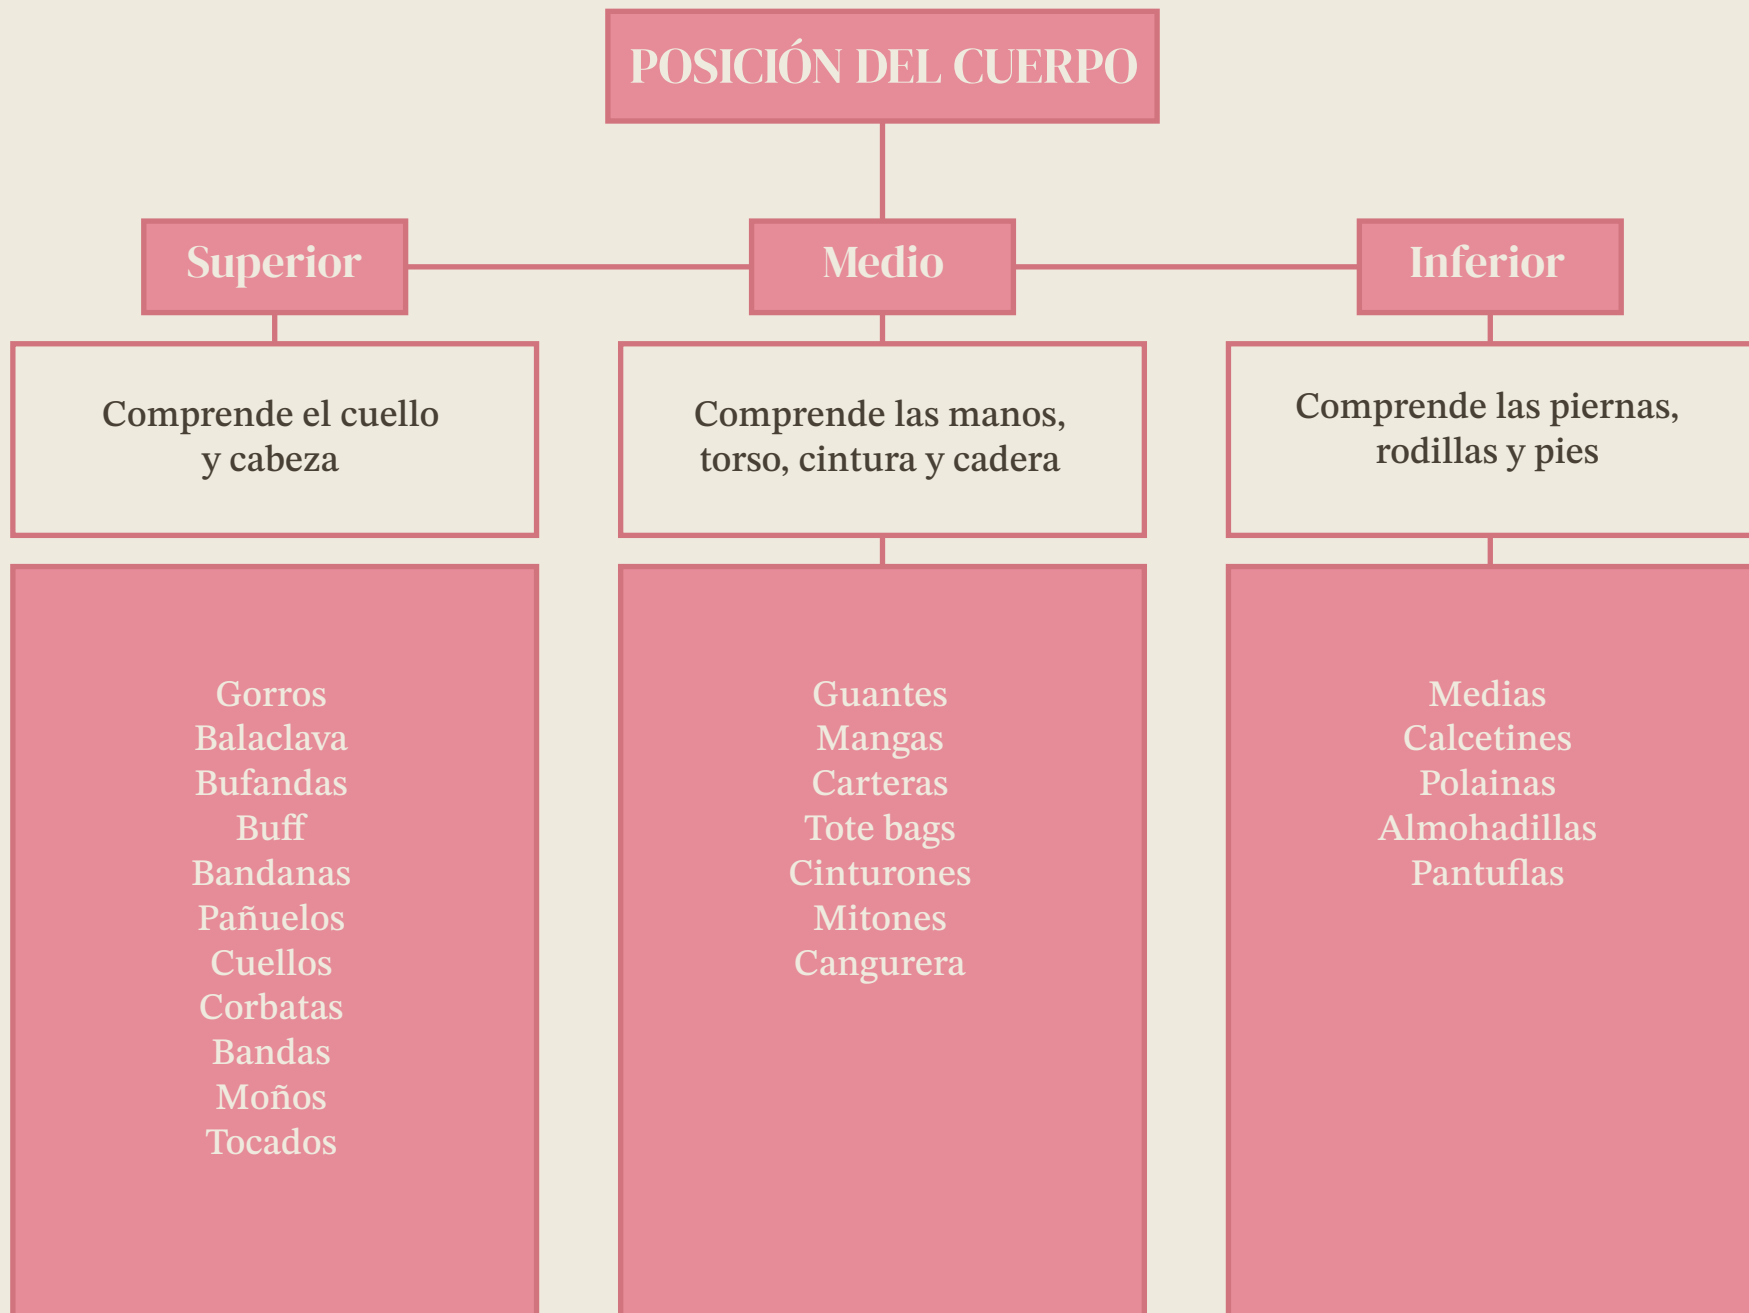 POSICIÓN DEL CUERPO
Superior
Medio
Inferior
Comprende el cuello
y cabeza
Comprende las manos,
torso, cintura y cadera
Comprende las piernas,
rodillas y pies
Gorros
Balaclava
Bufandas
Buff
Bandanas
Pañuelos
Cuellos
Corbatas
Bandas
Moños
Tocados
Guantes
Mangas
Carteras
Tote bags
Cinturones
Mitones
Cangurera
Medias
Calcetines
Polainas
Almohadillas
Pantuflas